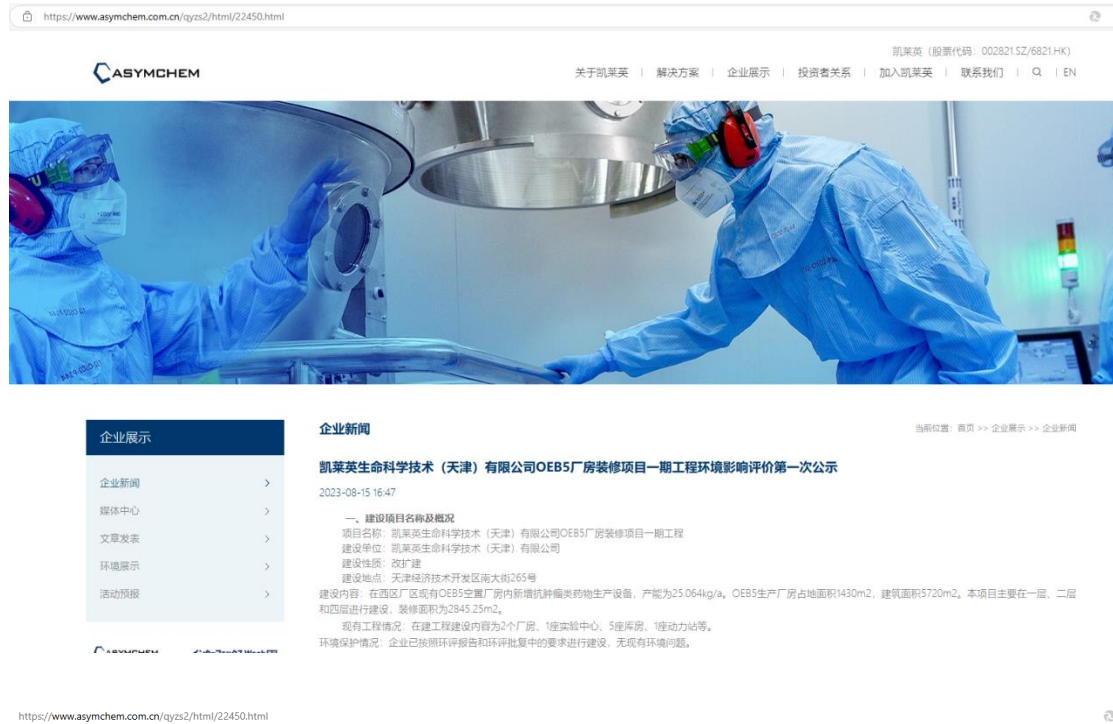 https://www.asymchem.com.cn/qyzs2/html/22450.html
凯莱英（股票代码：002821.SZ/6821.HK）
ASYMCHEM
关于凯莱英 | 解决方案 | 企业展示 | 投资者关系 | 加入凯莱英 | 联系我们 | | EN
企业展示
企业新闻
媒体中心
文章发表
环境展示
活动预报
企业新闻
当前位置：首页 >> 企业展示 >> 企业新闻
凯莱英生命科学技术（天津）有限公司OEB5厂房装修项目一期工程环境影响评价第一次公示
2023-08-15 16:47
一、建设项目名称及概况
项目名称：凯莱英生命科学技术（天津）有限公司OEB5厂房装修项目一期工程
建设单位：凯莱英生命科学技术（天津）有限公司
建设性质：改扩建
建设地点：天津经济技术开发区南大街265号
建设内容：在西区厂区现有OEB5空置厂房内新增抗肿瘤类药物生产设备，产能为25.064kg/a。OEB5生产厂房占地面积1430m2，建筑面积5720m2。本项目主要在一层、二层
和四层进行建设，装修面积为2845.25m2。
现有工程情况：在建工程建设内容为2个厂房、1座实验中心、5座库房、1座动力站等。
环境保护情况：企业已按照环评报告和环评批复中的要求进行建设，无现有环境问题。
https://www.asymchem.com.cn/qyzs2/html/22450.html